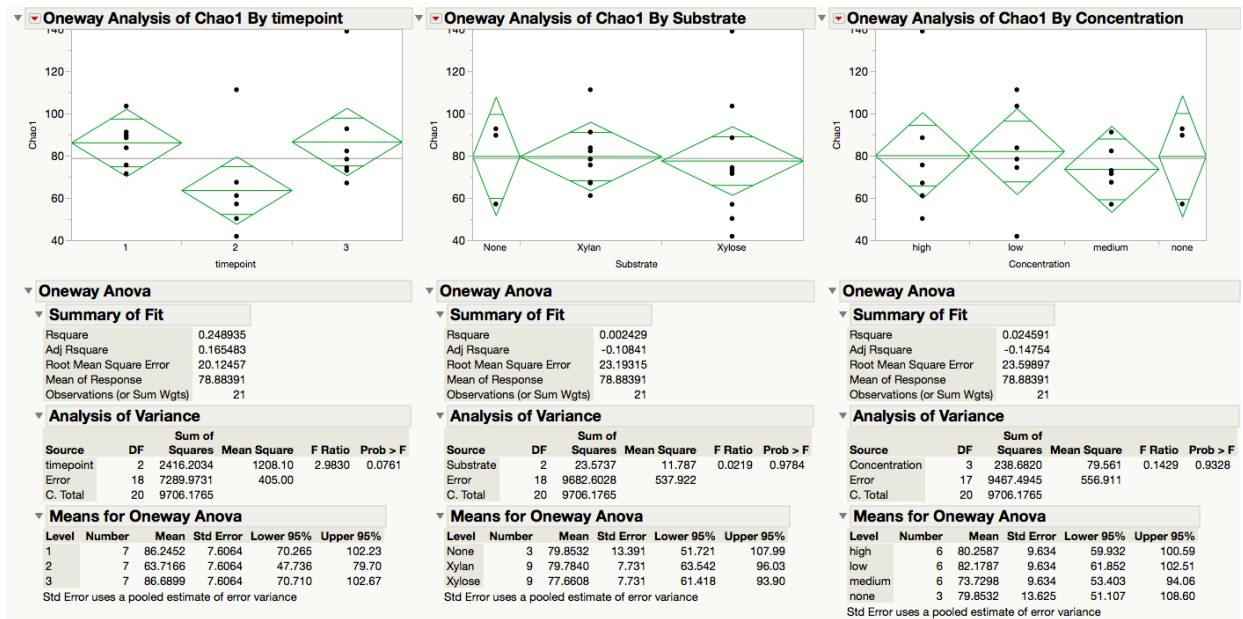 Oneway Analysis of Chao1 By timepoint
140
120
100
80
60
40
Chao1
1 2 3
timepoint
Oneway Anova
Summary of Fit
Rsquare 0.248935
Adj Rsquare 0.165483
Root Mean Square Error 20.12457
Mean of Response 78.88391
Observations (or Sum Wgts) 21
Analysis of Variance
Sum of
Source DF Squares Mean Square F Ratio Prob > F
timepoint 2 2416.2034 1208.10 2.9830 0.0761
Error 18 7289.9731 405.00
C. Total 20 9706.1765
Means for Oneway Anova
Level Number Mean Std Error Lower 95% Upper 95%
1 7 86.2452 7.6064 70.265 102.23
2 7 63.7166 7.6064 47.736 79.70
3 7 86.6899 7.6064 70.710 102.67
Std Error uses a pooled estimate of error variance
Oneway Analysis of Chao1 By Substrate
140
120
100
80
60
40
Chao1
None Xylan Xylose
Substrate
Oneway Anova
Summary of Fit
Rsquare 0.002429
Adj Rsquare -0.10841
Root Mean Square Error 23.19315
Mean of Response 78.88391
Observations (or Sum Wgts) 21
Analysis of Variance
Sum of
Source DF Squares Mean Square F Ratio Prob > F
Substrate 2 23.5737 11.787 0.0219 0.9784
Error 18 9682.6028 537.922
C. Total 20 9706.1765
Means for Oneway Anova
Level Number Mean Std Error Lower 95% Upper 95%
None 3 79.8532 13.391 51.721 107.99
Xylan 9 79.7840 7.731 63.542 96.03
Xylose 9 77.6608 7.731 61.418 93.90
Std Error uses a pooled estimate of error variance
Oneway Analysis of Chao1 By Concentration
140
120
100
80
60
40
Chao1
high low medium none
Concentration
Oneway Anova
Summary of Fit
Rsquare 0.024591
Adj Rsquare -0.14754
Root Mean Square Error 23.59897
Mean of Response 78.88391
Observations (or Sum Wgts) 21
Analysis of Variance
Sum of
Source DF Squares Mean Square F Ratio Prob > F
Concentration 3 238.6820 79.561 0.1429 0.9328
Error 17 9467.4945 556.911
C. Total 20 9706.1765
Means for Oneway Anova
Level Number Mean Std Error Lower 95% Upper 95%
high 6 80.2587 9.634 59.932 100.59
low 6 82.1787 9.634 61.852 102.51
medium 6 73.7298 9.634 53.403 94.06
none 3 79.8532 13.625 51.107 108.60
Std Error uses a pooled estimate of error variance